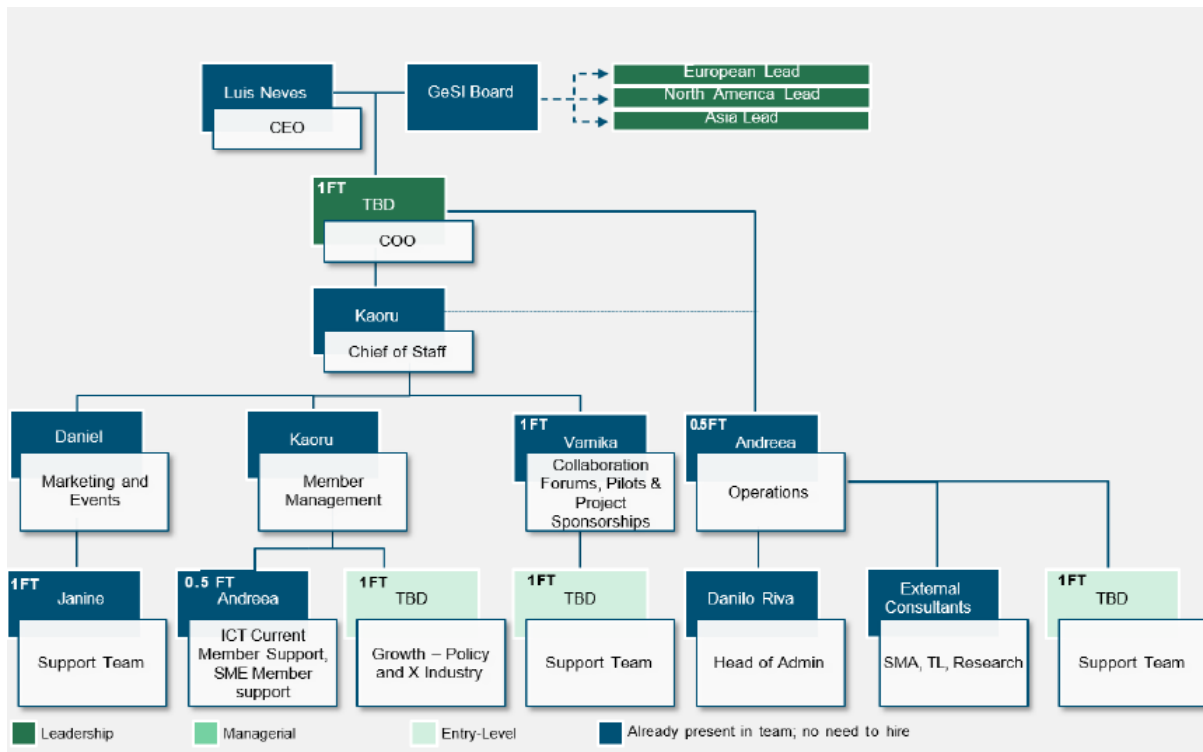 Luis Neves
CEO
GeSI Board
European Lead
North America Lead
Asia Lead
1FT
TBD
COO
Kaoru
Chief of Staff
Daniel
Marketing and
Events
Kaoru
Member
Management
1FT
Vamika
Collaboration
Forums, Pilots &
Project
Sponsorships
0.5FT
Andreea
Operations
1FT
Janine
Support Team
0.5 FT
Andreea
ICT Current
Member Support,
SME Member
support
1FT
TBD
Growth – Policy
and X Industry
1FT
TBD
Support Team
Danilo Riva
Head of Admin
External
Consultants
SMA, TL, Research
1FT
TBD
Support Team
Leadership
Managerial
Entry-Level
Already present in team; no need to hire